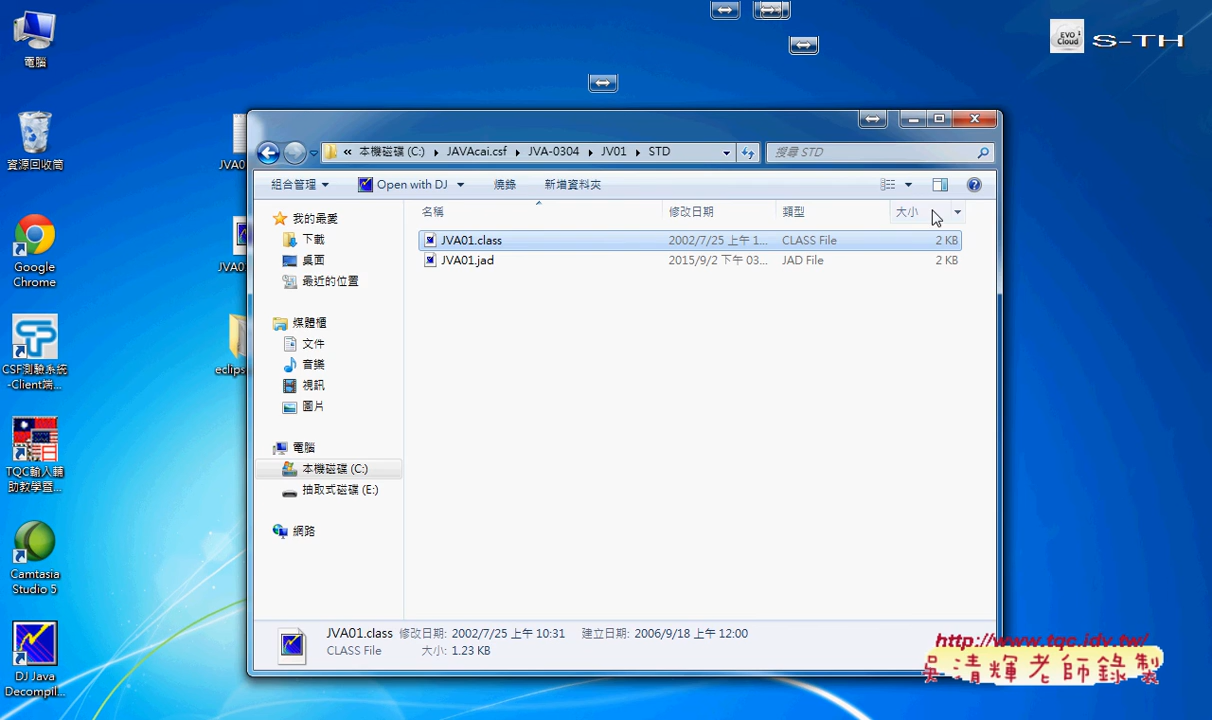 電腦
資源回收筒
Google
Chrome
CSF測驗系統
-Client端...
TQC輸入輔
助教學暨...
Camtasia
Studio 5
DJ Java
Decompil...
JVA0
JVA0
eclips
EVO
Cloud
S-TH
« 本機磁碟 (C:) ▸ JAVAcai.csf ▸ JVA-0304 ▸ JV01 ▸ STD
搜尋 STD
組合管理 Open with DJ 燒錄 新增資料夾
名稱 修改日期 類型 大小
JVA01.class 2002/7/25 上午 1... CLASS File 2 KB
JVA01.jad 2015/9/2 下午 03... JAD File 2 KB
我的最愛
下載
桌面
最近的位置
媒體櫃
文件
音樂
視訊
圖片
電腦
本機磁碟 (C:)
抽取式磁碟 (E:)
網路
JVA01.class 修改日期: 2002/7/25 上午 10:31 建立日期: 2006/9/18 上午 12:00
CLASS File 大小: 1.23 KB
http://www.tqc.idv.tw/
吳清輝老師錄製